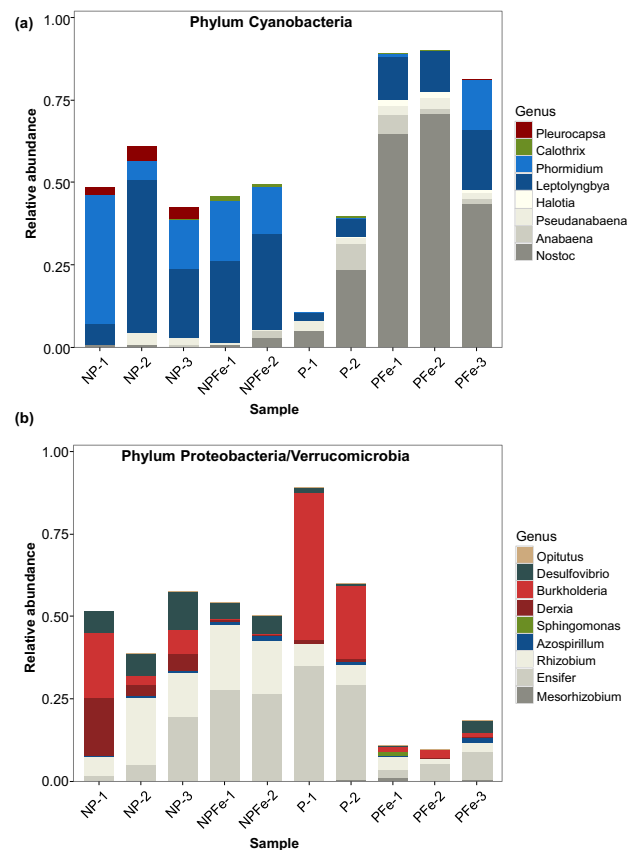 (a)
Phylum Cyanobacteria
1.00
0.75
0.50
0.25
0.00
Relative abundance
NP-1
NP-2
NP-3
NPFe-1
NPFe-2
P-1
P-2
PFe-1
PFe-2
PFe-3
Sample
Genus
Pleurocapsa
Calothrix
Phormidium
Leptolyngbya
Halotia
Pseudanabaena
Anabaena
Nostoc
(b)
Phylum Proteobacteria/Verrucomicrobia
1.00
0.75
0.50
0.25
0.00
Relative abundance
NP-1
NP-2
NP-3
NPFe-1
NPFe-2
P-1
P-2
PFe-1
PFe-2
PFe-3
Sample
Genus
Opitutus
Desulfovibrio
Burkholderia
Derxia
Sphingomonas
Azospirillum
Rhizobium
Ensifer
Mesorhizobium